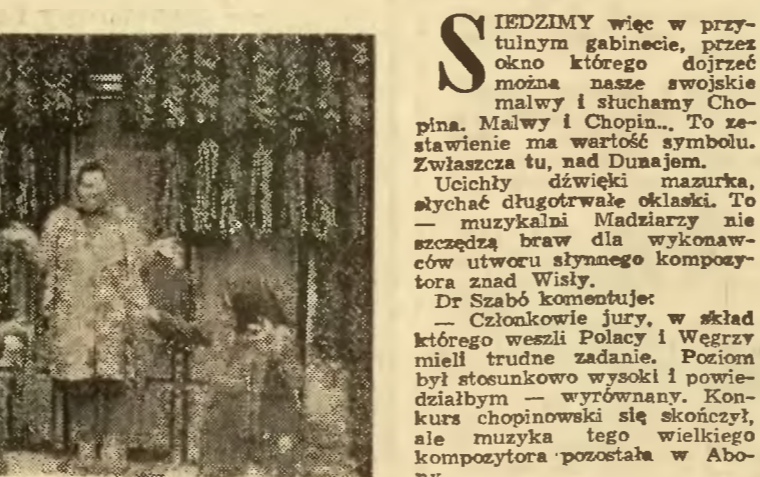 SIEDZIMY więc w przy-
tulnym gabinecie, przez
okno którego dojrzeć
można nasze swojskie
malwy i słuchamy Cho-
pina. Malwy i Chopin... To ze-
stawienie ma wartość symbolu.
Zwłaszcza tu, nad Dunajem.
Ucichły dźwięki mazurka,
słychać długotrwałe oklaski. To
— muzykalni Madziarzy nie
szczędzą braw dla wykonaw-
ców utworu słynnego kompozy-
tora znad Wisły.
Dr Szabó komentuje:
— Członkowie jury, w skład
którego weszli Polacy i Węgrzy
mieli trudne zadanie. Poziom
był stosunkowo wysoki i powie-
działbym — wyrównany. Kon-
kurs chopinowski się skończył,
ale muzyka tego wielkiego
kompozytora pozostała w Abo-